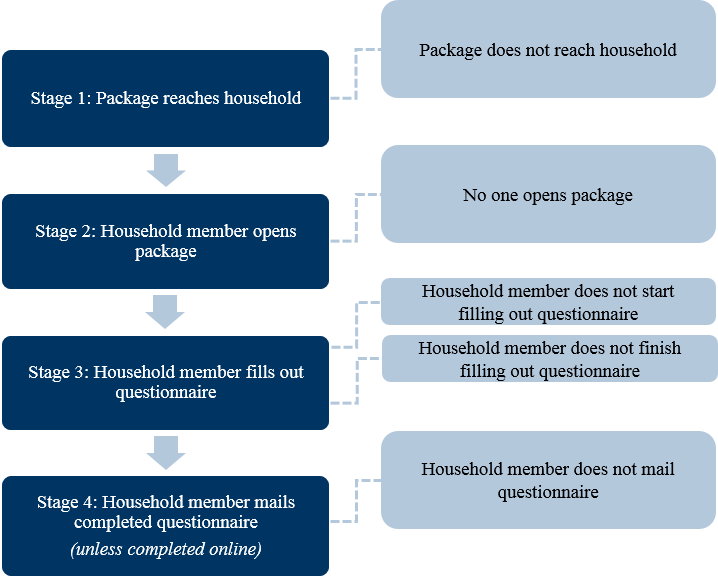 Package does not reach household
Stage 1: Package reaches household
No one opens package
Stage 2: Household member opens
package
Household member does not start
filling out questionnaire
Household member does not finish
filling out questionnaire
Stage 3: Household member fills out
questionnaire
Household member does not mail
questionnaire
Stage 4: Household member mails
completed questionnaire
(unless completed online)